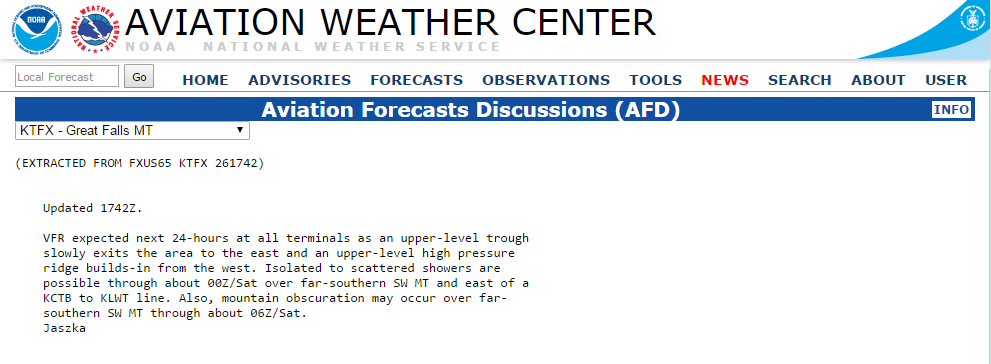 NOAA
AVIATION WEATHER CENTER
NOAA NATIONAL WEATHER SERVICE
Local Forecast Go HOME ADVISORIES FORECASTS OBSERVATIONS TOOLS NEWS SEARCH ABOUT USER
Aviation Forecasts Discussions (AFD) INFO
KTFX - Great Falls MT
(EXTRACTED FROM FXUS65 KTFX 261742)
Updated 1742Z.
VFR expected next 24-hours at all terminals as an upper-level trough
slowly exits the area to the east and an upper-level high pressure
ridge builds-in from the west. Isolated to scattered showers are
possible through about 00Z/Sat over far-southern SW MT and east of a
KCTB to KLWT line. Also, mountain obscuration may occur over far-
southern SW MT through about 06Z/Sat.
Jaszka